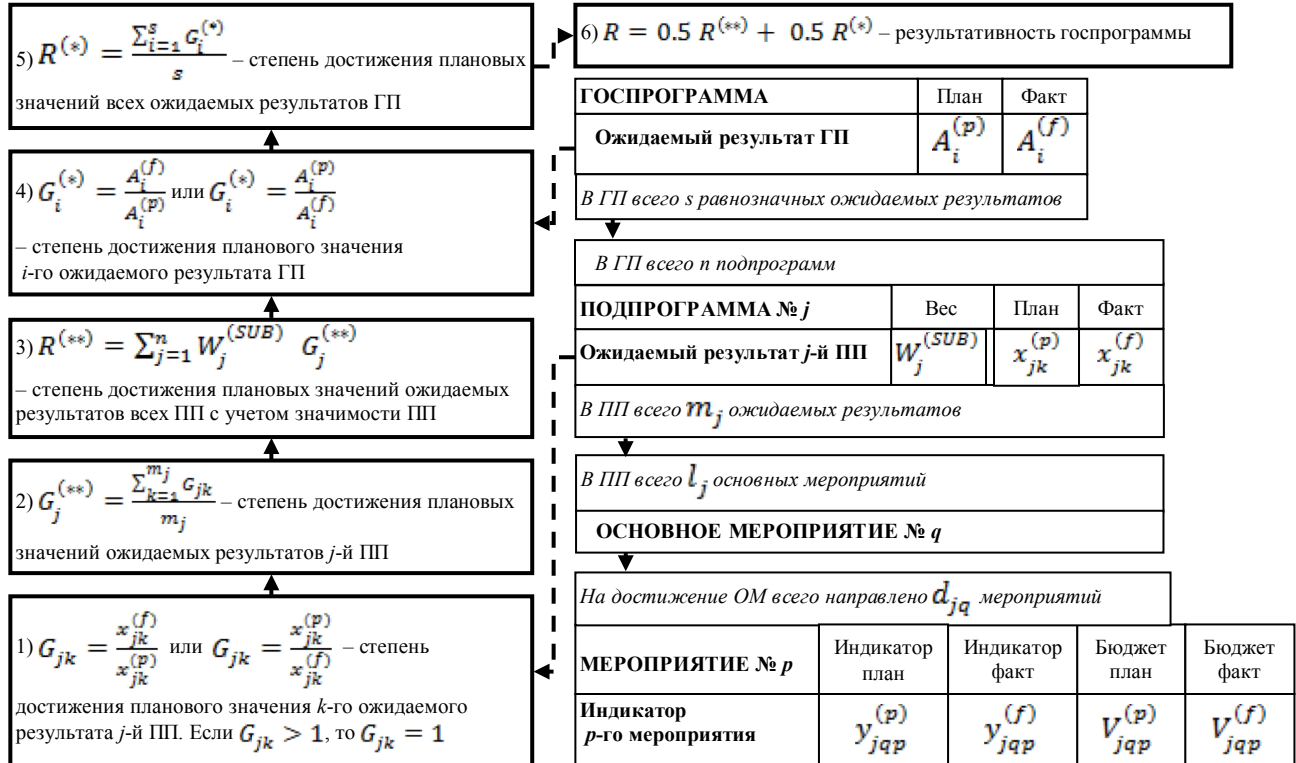 5) R^(*) = (∑_{i=1}^{s} G_i^(*)) / s – степень достижения плановых
значений всех ожидаемых результатов ГП
4) G_i^(*) = A_i^(f) / A_i^(p) или G_i^(*) = A_i^(p) / A_i^(f)
– степень достижения планового значения
i-го ожидаемого результата ГП
3) R^(**) = ∑_{j=1}^{n} W_j^(SUB) G_j^(**)
– степень достижения плановых значений ожидаемых
результатов всех ПП с учетом значимости ПП
2) G_j^(**) = (∑_{k=1}^{m_j} G_jk) / m_j – степень достижения плановых
значений ожидаемых результатов j-й ПП
1) G_jk = x_jk^(f) / x_jk^(p) или G_jk = x_jk^(p) / x_jk^(f) – степень
достижения планового значения k-го ожидаемого
результата j-й ПП. Если G_jk > 1, то G_jk = 1
6) R = 0.5 R^(**) + 0.5 R^(*) – результативность госпрограммы
ГОСПРОГРАММА План Факт
Ожидаемый результат ГП A_i^(p) A_i^(f)
В ГП всего s равнозначных ожидаемых результатов
В ГП всего n подпрограмм
ПОДПРОГРАММА № j Вес План Факт
Ожидаемый результат j-й ПП W_j^(SUB) x_jk^(p) x_jk^(f)
В ПП всего m_j ожидаемых результатов
В ПП всего l_j основных мероприятий
ОСНОВНОЕ МЕРОПРИЯТИЕ № q
На достижение ОМ всего направлено d_jq мероприятий
МЕРОПРИЯТИЕ № p
Индикатор
план
Индикатор
факт
Бюджет
план
Бюджет
факт
Индикатор
p-го мероприятия
y_jqp^(p) y_jqp^(f) V_jqp^(p) V_jqp^(f)